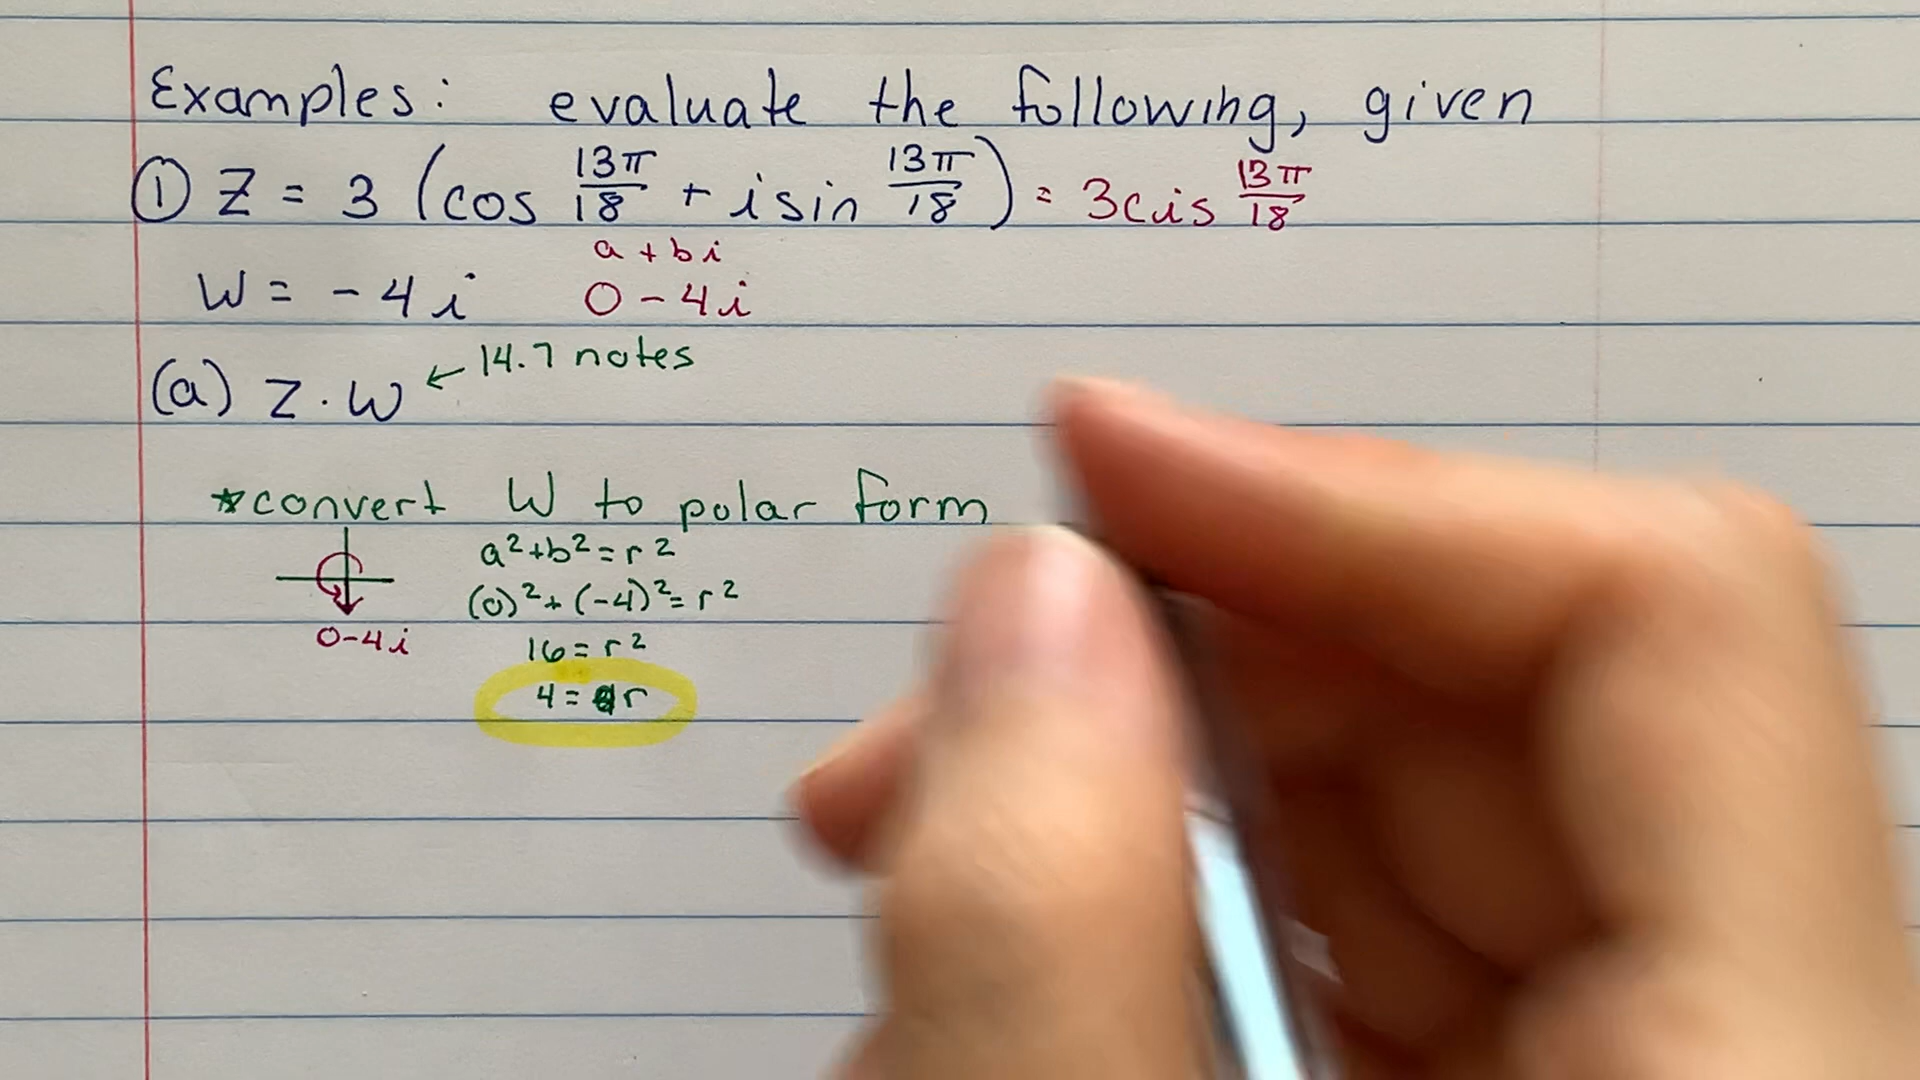 Examples: evaluate the following, given
① Z = 3 (cos 13π/18 + i sin 13π/18) = 3cis 13π/18
a + bi
W = -4i 0 - 4i
(a) Z · W ← 14.7 notes
*convert W to polar form
a² + b² = r²
(0)² + (-4)² = r²
0-4i
16 = r²
4 = r